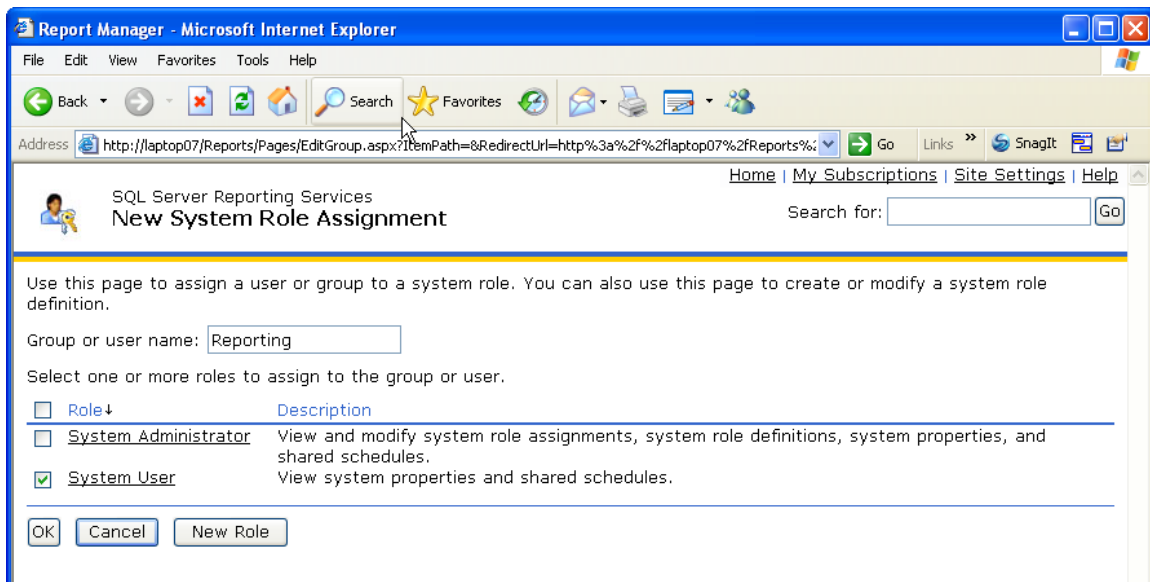 Report Manager - Microsoft Internet Explorer
File Edit View Favorites Tools Help
Back Search Favorites
Address http://laptop07/Reports/Pages/EditGroup.aspx?ItemPath=&RedirectUrl=http%3a%2f%2flaptop07%2fReports%2 Go Links » SnagIt
Home | My Subscriptions | Site Settings | Help
SQL Server Reporting Services
New System Role Assignment
Search for: Go
Use this page to assign a user or group to a system role. You can also use this page to create or modify a system role
definition.
Group or user name: Reporting
Select one or more roles to assign to the group or user.
Role↓ Description
System Administrator View and modify system role assignments, system role definitions, system properties, and
shared schedules.
System User View system properties and shared schedules.
OK Cancel New Role